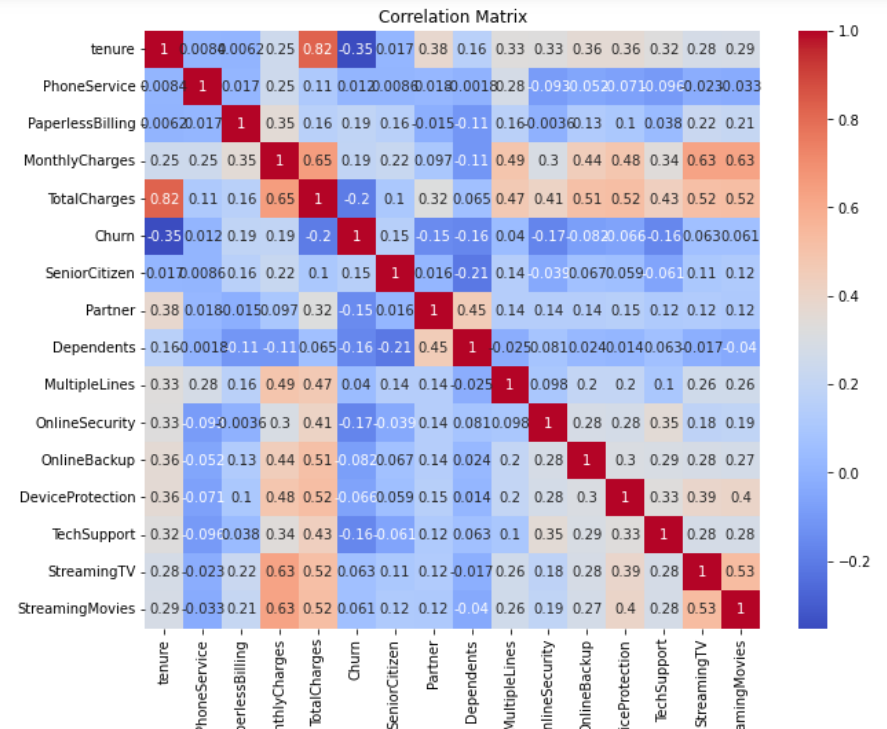 Correlation Matrix
tenure 1 0.0084 0.0062 0.25 0.82 -0.35 0.017 0.38 0.16 0.33 0.33 0.36 0.36 0.32 0.28 0.29
PhoneService 0.0084 1 0.017 0.25 0.11 0.012 0.0086 0.018 -0.0018 0.28 -0.093 -0.052 -0.071 -0.096 -0.023 -0.033
PaperlessBilling 0.0062 0.017 1 0.35 0.16 0.19 0.16 -0.015 -0.11 0.16 -0.0036 0.13 0.1 0.038 0.22 0.21
MonthlyCharges 0.25 0.25 0.35 1 0.65 0.19 0.22 0.097 -0.11 0.49 0.3 0.44 0.48 0.34 0.63 0.63
TotalCharges 0.82 0.11 0.16 0.65 1 -0.2 0.1 0.32 0.065 0.47 0.41 0.51 0.52 0.43 0.52 0.52
Churn -0.35 0.012 0.19 0.19 -0.2 1 0.15 -0.15 -0.16 0.04 -0.17 -0.082 -0.066 -0.16 0.063 0.061
SeniorCitizen 0.017 0.0086 0.16 0.22 0.1 0.15 1 0.016 -0.21 0.14 -0.039 0.067 0.059 -0.061 0.11 0.12
Partner 0.38 0.018 -0.015 0.097 0.32 -0.15 0.016 1 0.45 0.14 0.14 0.14 0.15 0.12 0.12 0.12
Dependents 0.16 -0.0018 -0.11 -0.11 0.065 -0.16 -0.21 0.45 1 -0.025 0.081 0.024 0.014 0.063 -0.017 -0.04
MultipleLines 0.33 0.28 0.16 0.49 0.47 0.04 0.14 0.14 -0.025 1 0.098 0.2 0.2 0.1 0.26 0.26
OnlineSecurity 0.33 -0.09 -0.0036 0.3 0.41 -0.17 -0.039 0.14 0.081 0.098 1 0.28 0.28 0.35 0.18 0.19
OnlineBackup 0.36 -0.052 0.13 0.44 0.51 -0.082 0.067 0.14 0.024 0.2 0.28 1 0.3 0.29 0.28 0.27
DeviceProtection 0.36 -0.071 0.1 0.48 0.52 -0.066 0.059 0.15 0.014 0.2 0.28 0.3 1 0.33 0.39 0.4
TechSupport 0.32 -0.096 0.038 0.34 0.43 -0.16 -0.061 0.12 0.063 0.1 0.35 0.29 0.33 1 0.28 0.28
StreamingTV 0.28 -0.023 0.22 0.63 0.52 0.063 0.11 0.12 -0.017 0.26 0.18 0.28 0.39 0.28 1 0.53
StreamingMovies 0.29 -0.033 0.21 0.63 0.52 0.061 0.12 0.12 -0.04 0.26 0.19 0.27 0.4 0.28 0.53 1
tenure
PhoneService
perlessBilling
nthlyCharges
TotalCharges
Churn
SeniorCitizen
Partner
Dependents
MultipleLines
nlineSecurity
OnlineBackup
iceProtection
TechSupport
StreamingTV
amingMovies
1.0
0.8
0.6
0.4
0.2
0.0
−0.2